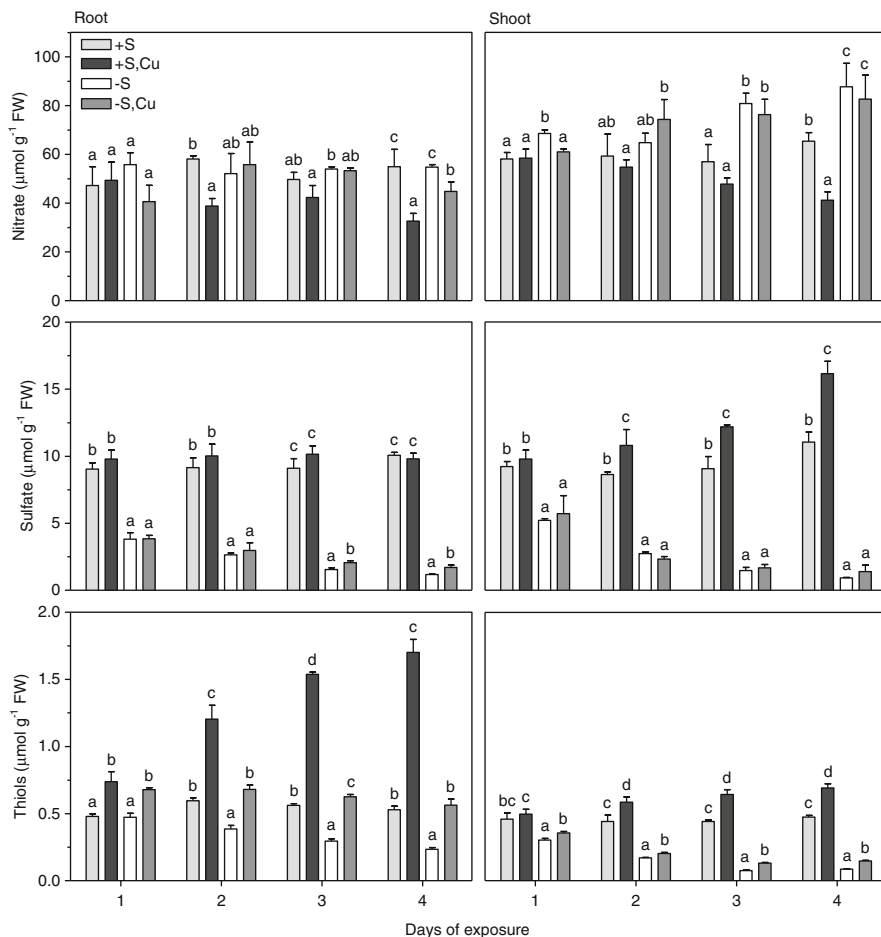 Root
Shoot
Nitrate (μmol g⁻¹ FW)
100
80
60
40
20
0
+S
+S,Cu
-S
-S,Cu
a a a a
b a ab ab
ab a b ab
c a c b
a a b a
ab a ab b
a a b b
b a c c
Sulfate (μmol g⁻¹ FW)
20
15
10
5
0
b b a a
b b a a
c c a b
c c a b
b b a a
b c a a
b c a a
b c a a
Thiols (μmol g⁻¹ FW)
2.0
1.5
1.0
0.5
0.0
a b a b
b c a b
b d a c
b c a b
bc c a b
c d a b
c d a b
c d a b
1 2 3 4
1 2 3 4
Days of exposure